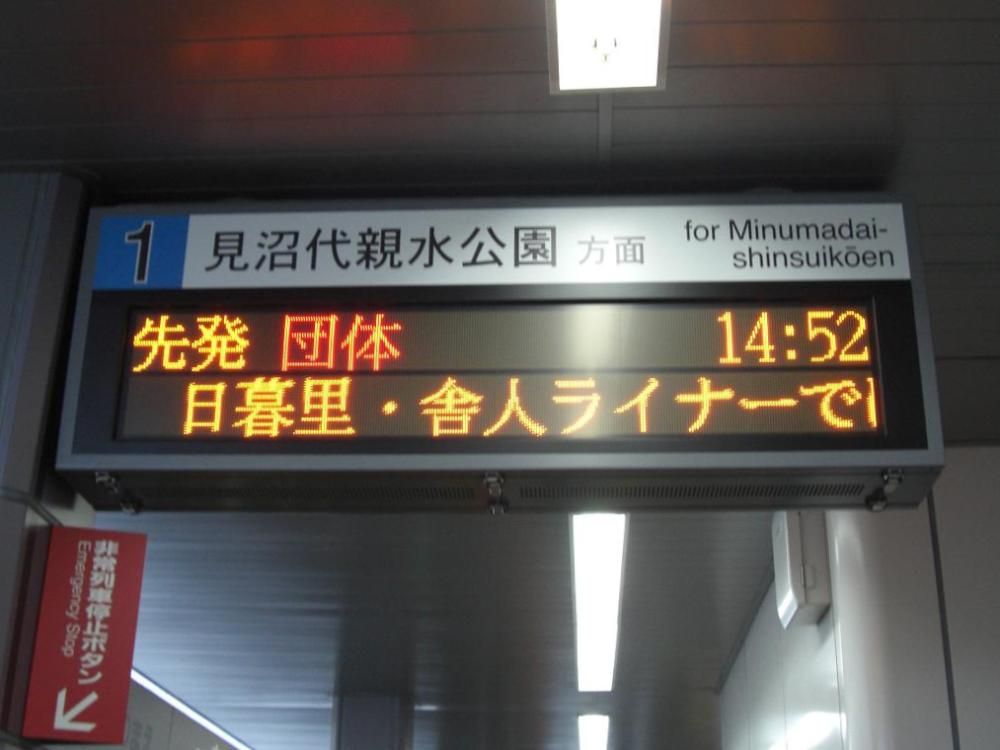 1 見沼代親水公園 方面 for Minumadai-
shinsuikōen
先発 団体 14:52
日暮里・舎人ライナーで
非常列車停止ボタン
Emergency Stop